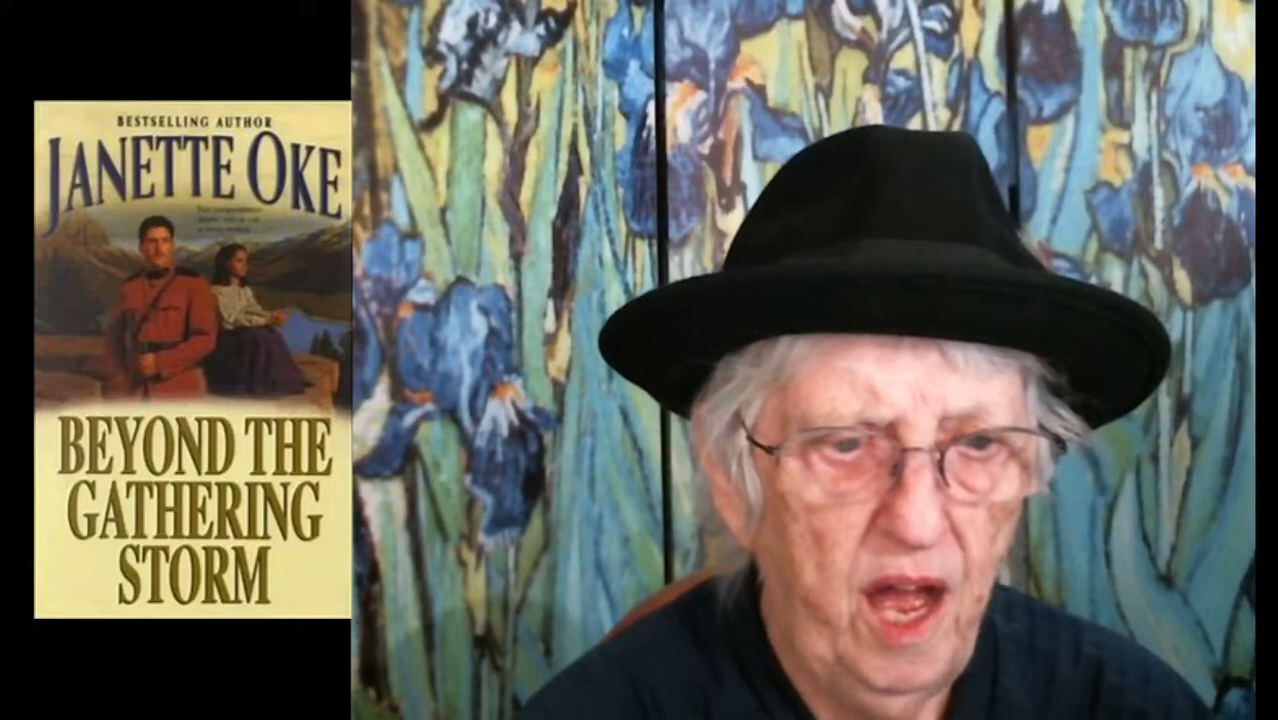 BESTSELLING AUTHOR
JANETTE OKE
BEYOND THE
GATHERING
STORM